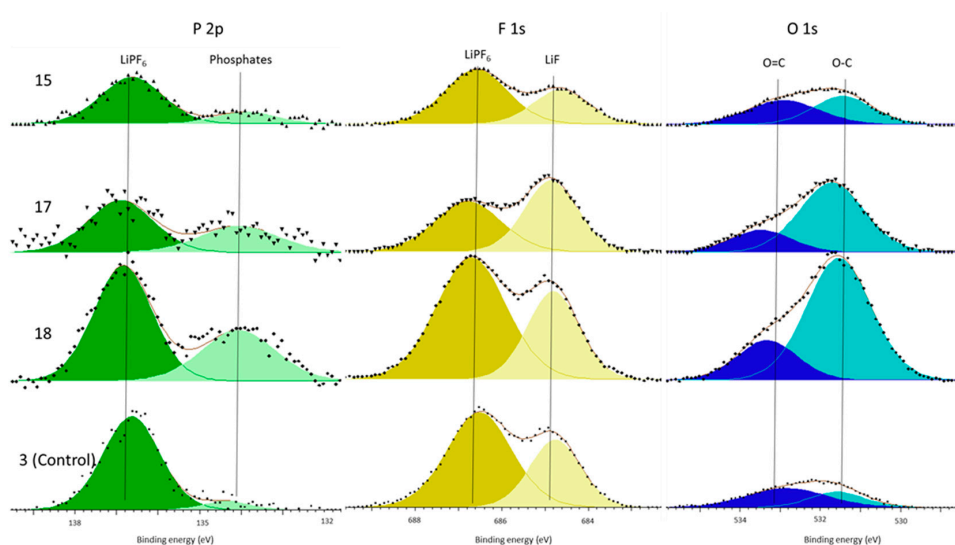 P 2p F 1s O 1s
LiPF6 Phosphates LiPF6 LiF O=C O-C
15
17
18
3 (Control)
138 135 132 688 686 684 534 532 530
Binding energy (eV) Binding energy (eV) Binding energy (eV)